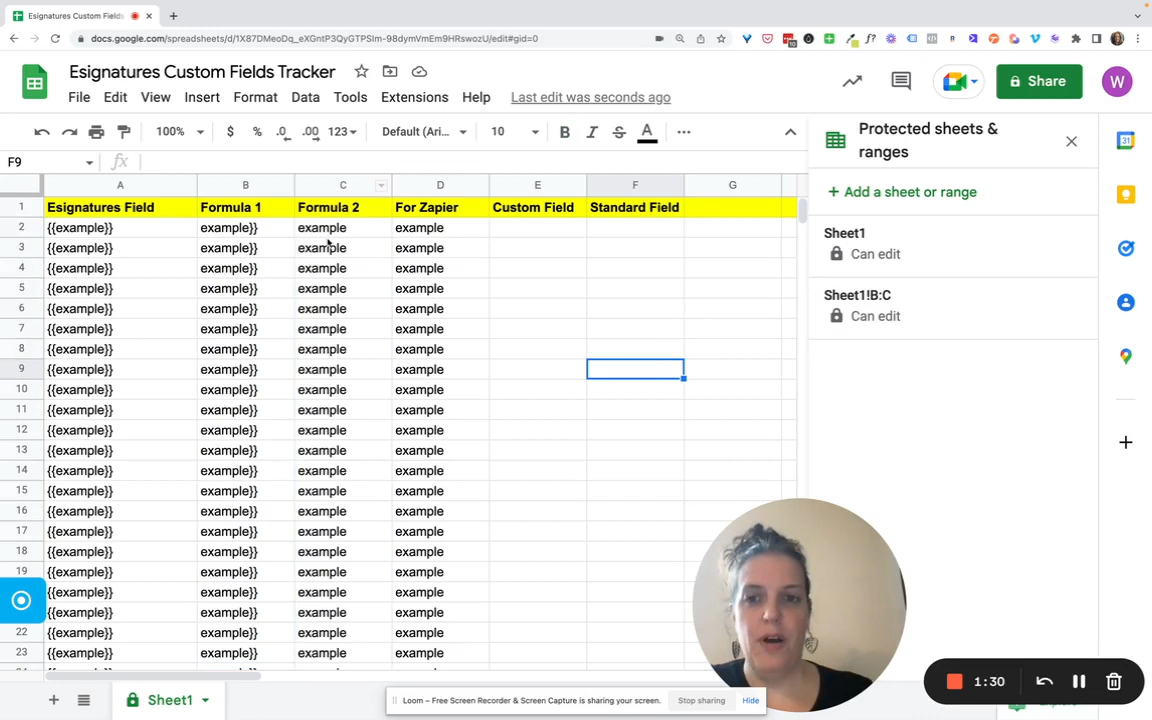 Esignatures Custom Fields
docs.google.com/spreadsheets/d/1X87DMeoDq_eXGntP3QyGTPSIm-98dymVmEm9HRswozU/edit#gid=0
Esignatures Custom Fields Tracker
File Edit View Insert Format Data Tools Extensions Help Last edit was seconds ago
Share
W
100% $ % .0 .00 123 Default (Ari... 10 B I S A
F9 fx
A B C D E F G
1 Esignatures Field Formula 1 Formula 2 For Zapier Custom Field Standard Field
2 {{example}} example}} example example
3 {{example}} example}} example example
4 {{example}} example}} example example
5 {{example}} example}} example example
6 {{example}} example}} example example
7 {{example}} example}} example example
8 {{example}} example}} example example
9 {{example}} example}} example example
10 {{example}} example}} example example
11 {{example}} example}} example example
12 {{example}} example}} example example
13 {{example}} example}} example example
14 {{example}} example}} example example
15 {{example}} example}} example example
16 {{example}} example}} example example
17 {{example}} example}} example example
18 {{example}} example}} example example
19 {{example}} example}} example example
{{example}} example}} example example
{{example}} example}} example example
22 {{example}} example}} example example
23 {{example}} example}} example example
Protected sheets &
ranges
+ Add a sheet or range
Sheet1
Can edit
Sheet1!B:C
Can edit
31
Sheet1
Loom – Free Screen Recorder & Screen Capture is sharing your screen. Stop sharing Hide
1:30